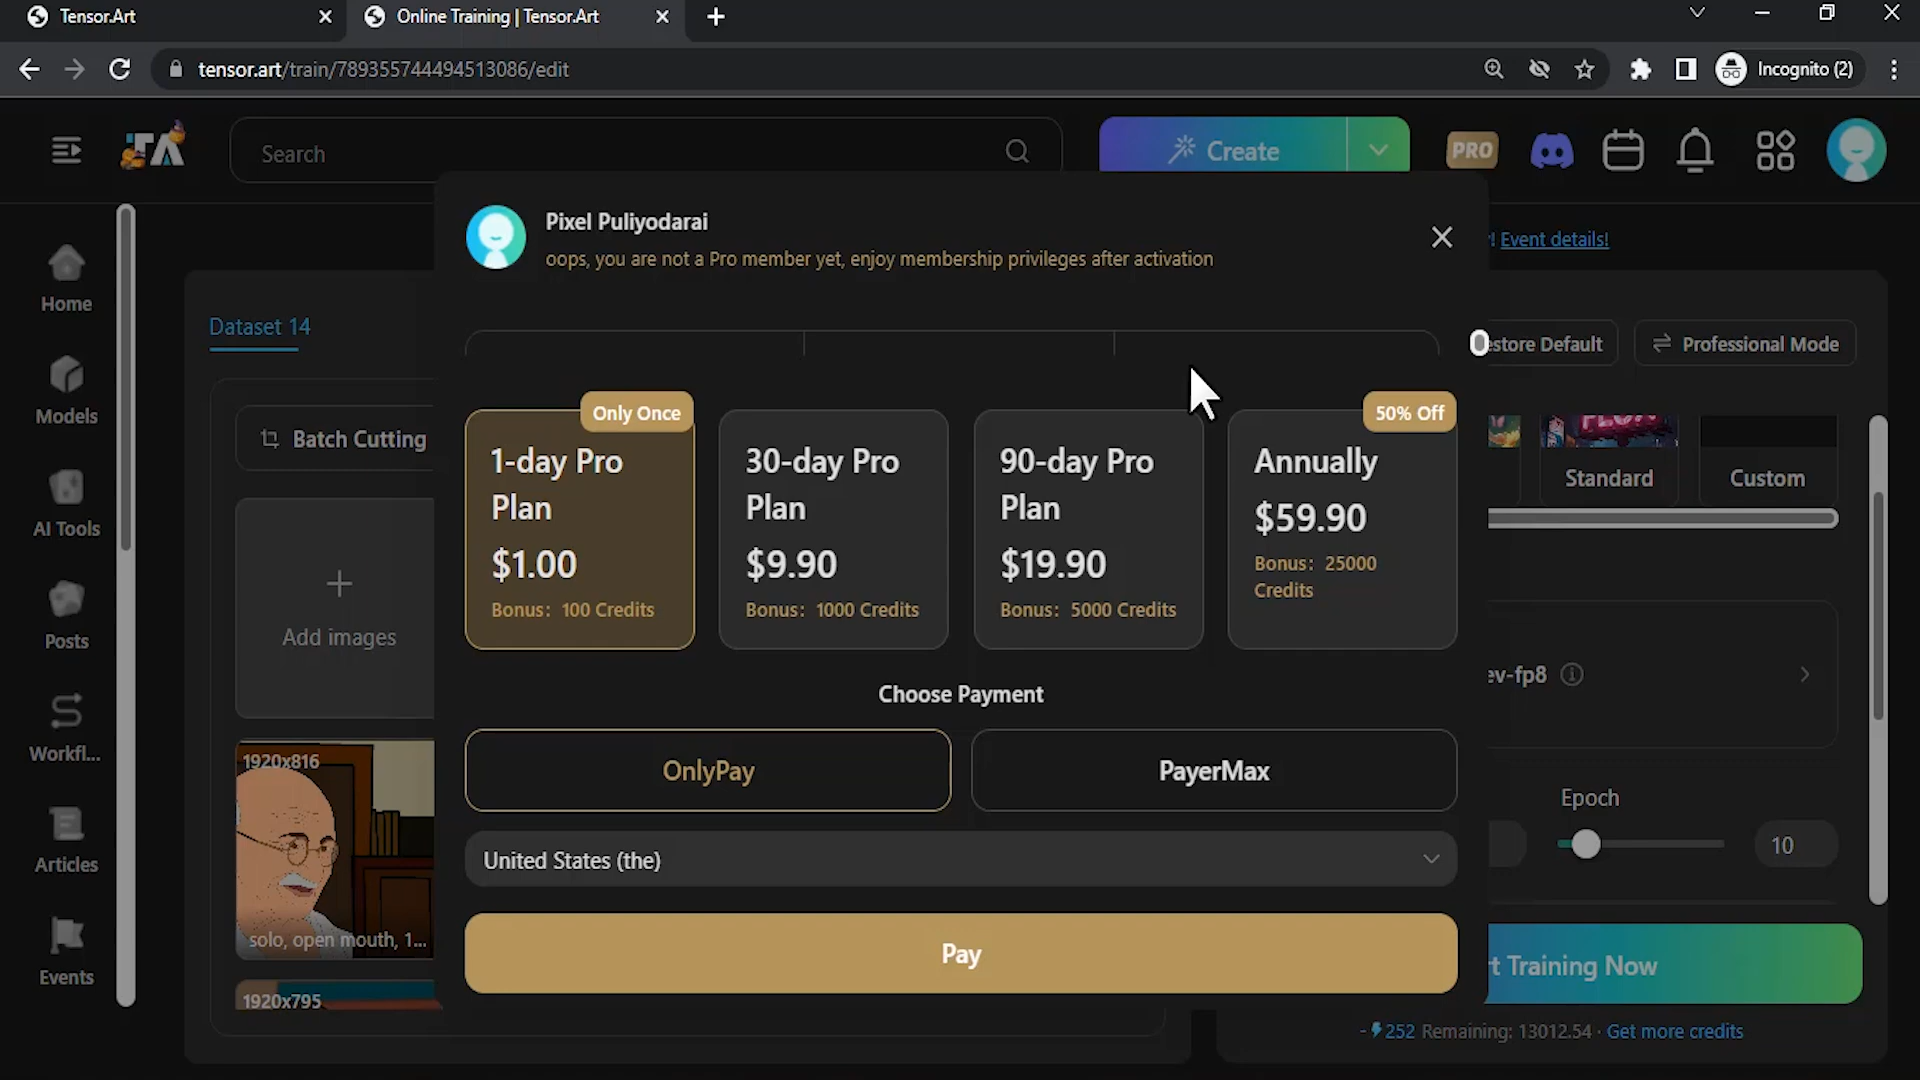 Tensor.Art
Online Training | Tensor.Art
tensor.art/train/789355744494513086/edit
Incognito (2)
TA
Search
Create
PRO
Pixel Puliyodarai
oops, you are not a Pro member yet, enjoy membership privileges after activation
! Event details!
Home
Models
AI Tools
Posts
Workfl...
Articles
Events
Dataset 14
Batch Cutting
Add images
1920x816
solo, open mouth, 1...
1920x795
Only Once
1-day Pro
Plan
$1.00
Bonus: 100 Credits
30-day Pro
Plan
$9.90
Bonus: 1000 Credits
90-day Pro
Plan
$19.90
Bonus: 5000 Credits
50% Off
Annually
$59.90
Bonus: 25000
Credits
Choose Payment
OnlyPay
PayerMax
United States (the)
Pay
estore Default
Professional Mode
Standard
Custom
ev-fp8
Epoch
10
t Training Now
-252 Remaining: 13012.54 · Get more credits